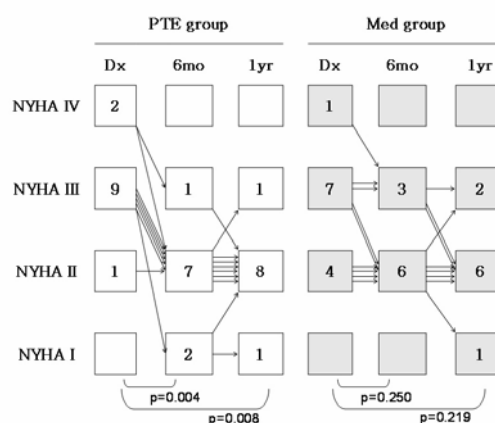 PTE group Med group
Dx 6mo 1yr Dx 6mo 1yr
NYHA IV 2 1
NYHA III 9 1 1 7 3 2
NYHA II 1 7 8 4 6 6
NYHA I 2 1 1
p=0.004 p=0.250
p=0.008 p=0.219